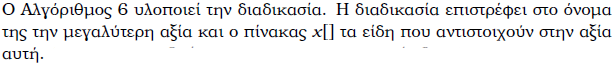 Ο Αλγόριθμος 6 υλοποιεί την διαδικασία. Η διαδικασία επιστρέφει στο όνομα
της την μεγαλύτερη αξία και ο πίνακας x[] τα είδη που αντιστοιχούν στην αξία
αυτή.